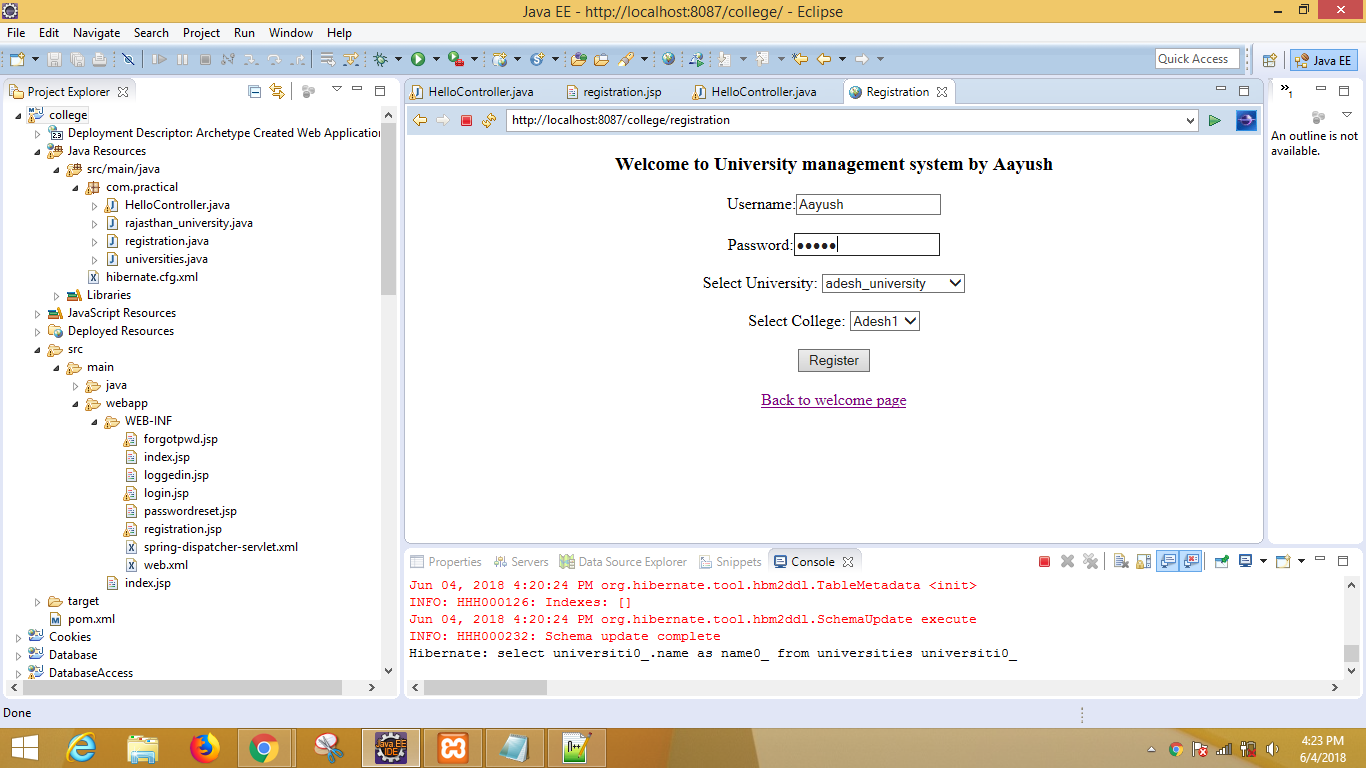 Java EE - http://localhost:8087/college/ - Eclipse
File Edit Navigate Search Project Run Window Help
Quick Access
Java EE
Project Explorer
college
Deployment Descriptor: Archetype Created Web Application
Java Resources
src/main/java
com.practical
HelloController.java
rajasthan_university.java
registration.java
universities.java
hibernate.cfg.xml
Libraries
JavaScript Resources
Deployed Resources
src
main
java
webapp
WEB-INF
forgotpwd.jsp
index.jsp
loggedin.jsp
login.jsp
passwordreset.jsp
registration.jsp
spring-dispatcher-servlet.xml
web.xml
index.jsp
target
pom.xml
Cookies
Database
DatabaseAccess
HelloController.java registration.jsp HelloController.java Registration
http://localhost:8087/college/registration
Welcome to University management system by Aayush
Username: Aayush
Password: •••••
Select University: adesh_university
Select College: Adesh1
Register
Back to welcome page
1
An outline is not
available.
Properties Servers Data Source Explorer Snippets Console
Jun 04, 2018 4:20:24 PM org.hibernate.tool.hbm2ddl.TableMetadata <init>
INFO: HHH000126: Indexes: []
Jun 04, 2018 4:20:24 PM org.hibernate.tool.hbm2ddl.SchemaUpdate execute
INFO: HHH000232: Schema update complete
Hibernate: select universiti0_.name as name0_ from universities universiti0_
Done
Java EE
IDE
4:23 PM
6/4/2018